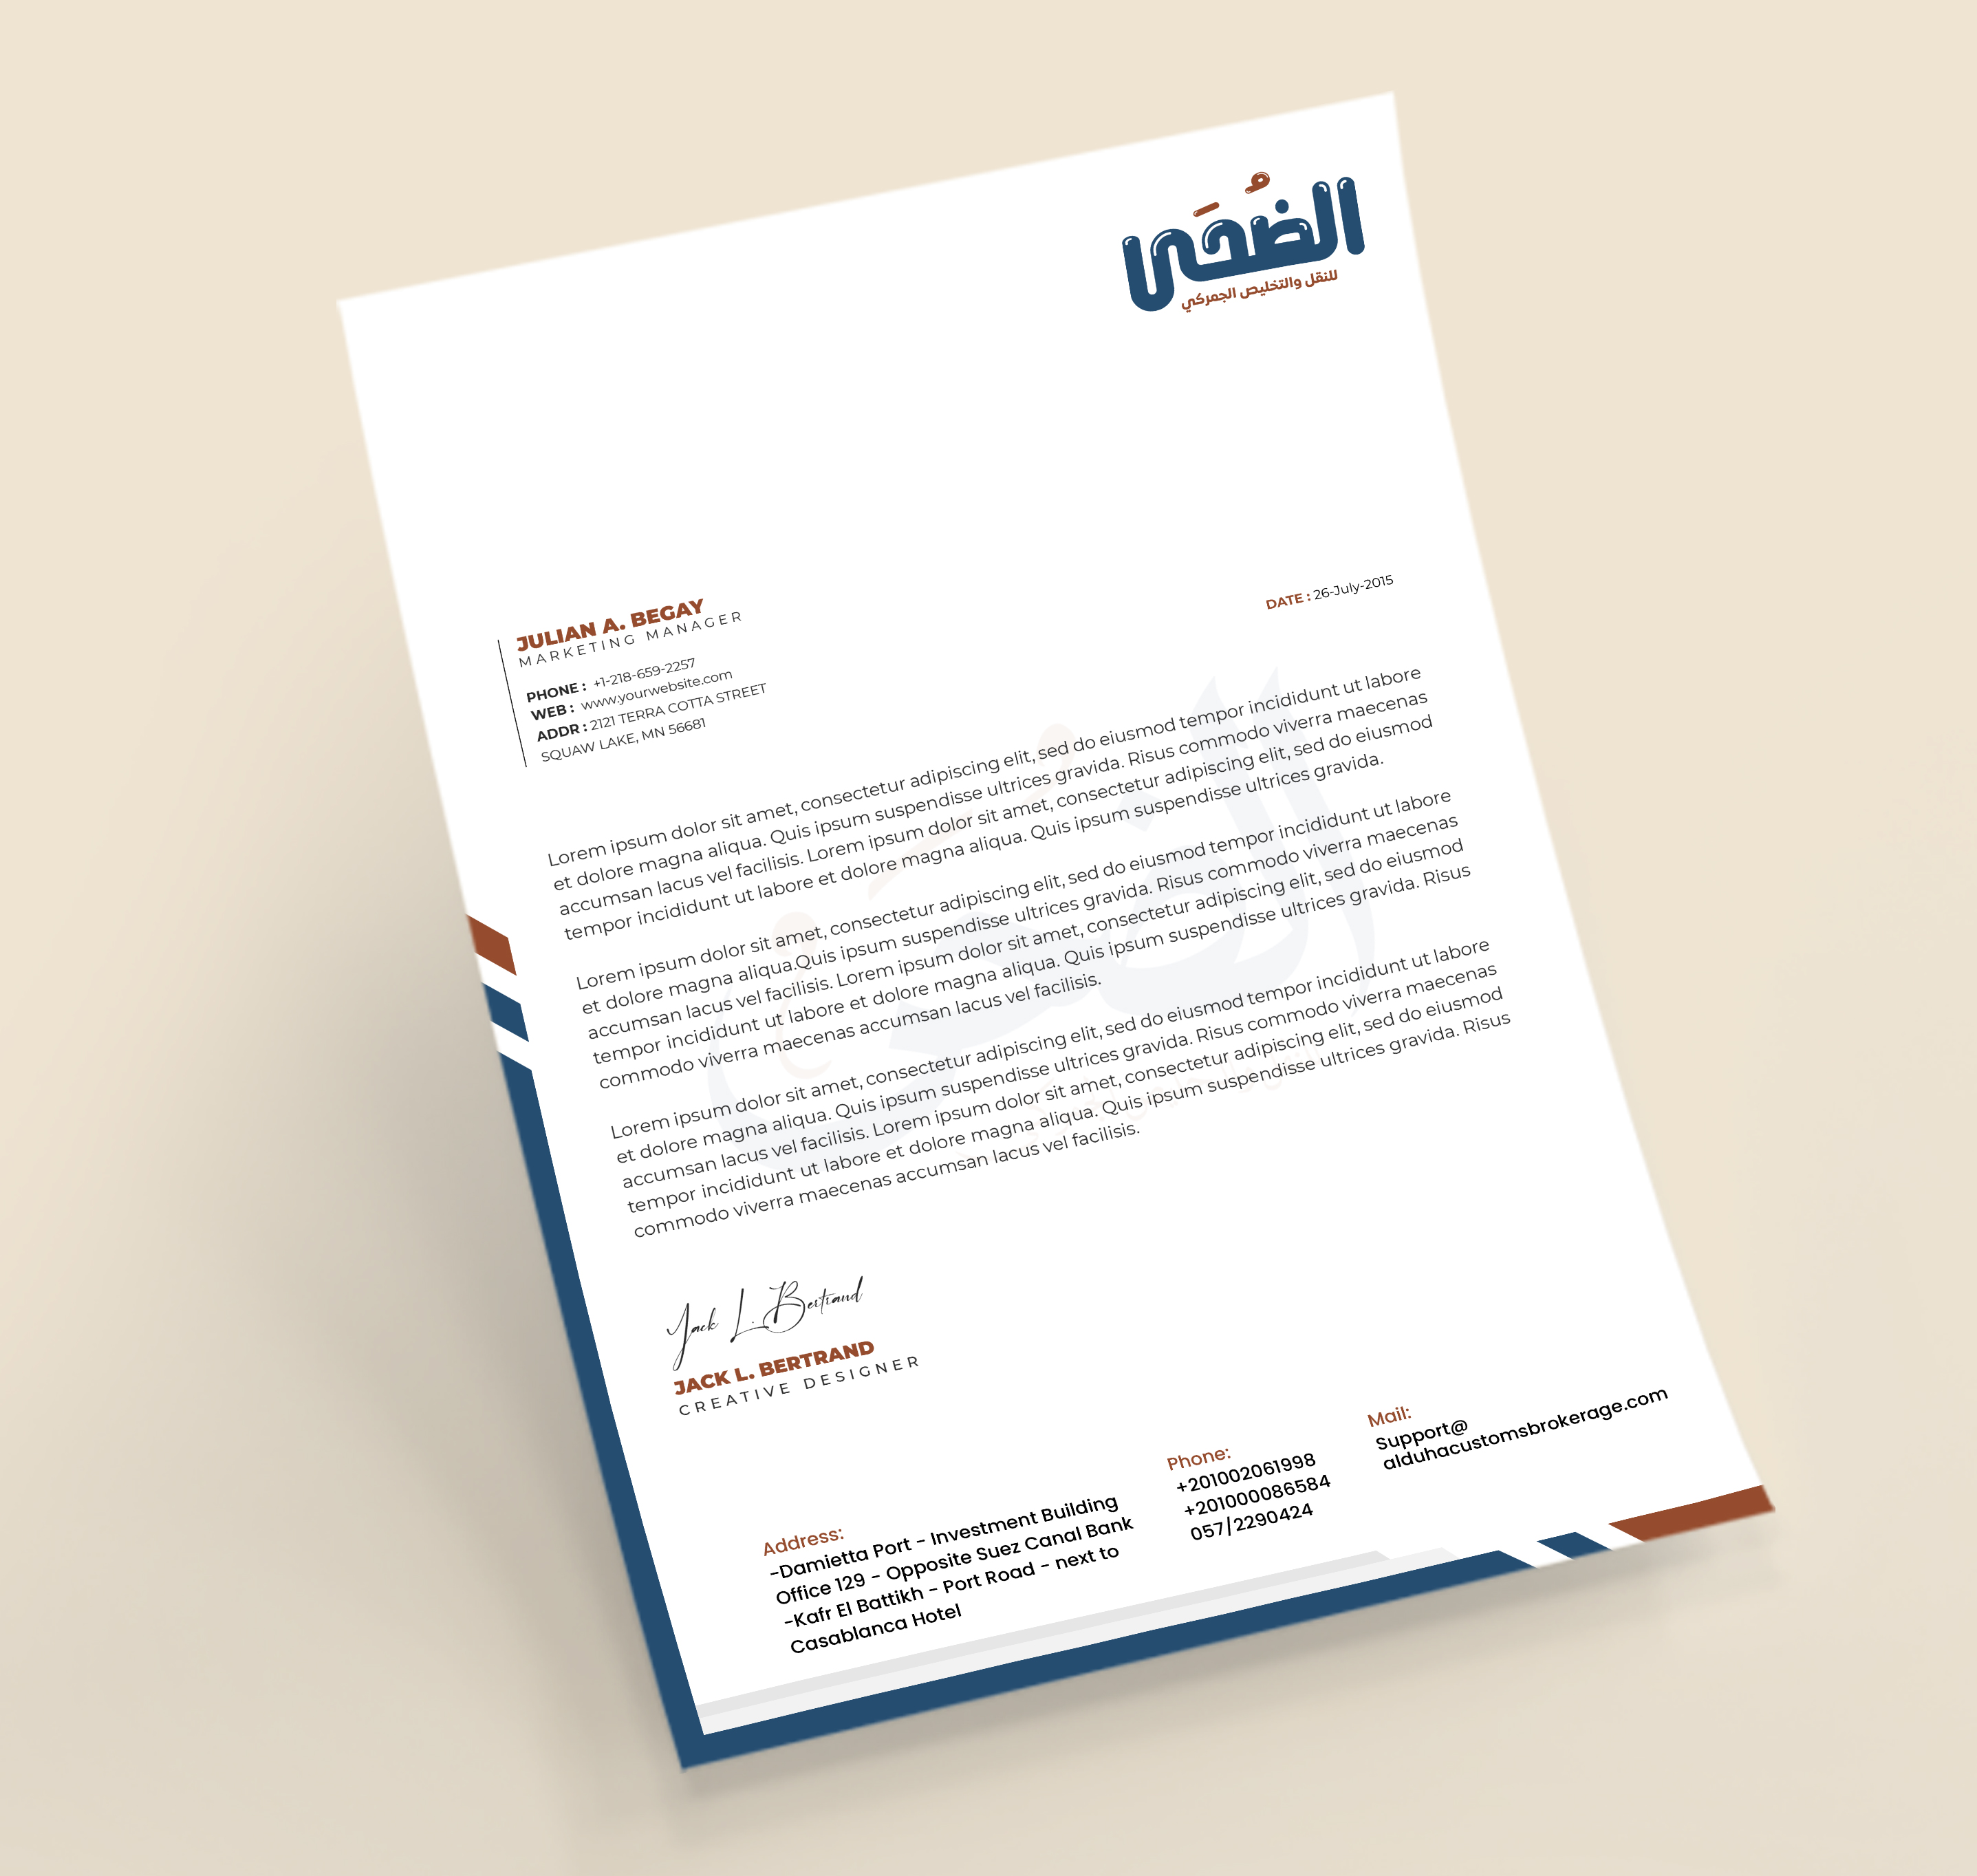 الضُحَى
للنقل والتخليص الجمركي
JULIAN A. BEGAY
MARKETING MANAGER
PHONE : +1-218-659-2257
WEB : www.yourwebsite.com
ADDR : 2121 TERRA COTTA STREET
SQUAW LAKE, MN 56681
DATE : 26-July-2015
Lorem ipsum dolor sit amet, consectetur adipiscing elit, sed do eiusmod tempor incididunt ut labore
et dolore magna aliqua. Quis ipsum suspendisse ultrices gravida. Risus commodo viverra maecenas
accumsan lacus vel facilisis. Lorem ipsum dolor sit amet, consectetur adipiscing elit, sed do eiusmod
tempor incididunt ut labore et dolore magna aliqua. Quis ipsum suspendisse ultrices gravida.
Lorem ipsum dolor sit amet, consectetur adipiscing elit, sed do eiusmod tempor incididunt ut labore
et dolore magna aliqua.Quis ipsum suspendisse ultrices gravida. Risus commodo viverra maecenas
accumsan lacus vel facilisis. Lorem ipsum dolor sit amet, consectetur adipiscing elit, sed do eiusmod
tempor incididunt ut labore et dolore magna aliqua. Quis ipsum suspendisse ultrices gravida. Risus
commodo viverra maecenas accumsan lacus vel facilisis.
Lorem ipsum dolor sit amet, consectetur adipiscing elit, sed do eiusmod tempor incididunt ut labore
et dolore magna aliqua. Quis ipsum suspendisse ultrices gravida. Risus commodo viverra maecenas
accumsan lacus vel facilisis. Lorem ipsum dolor sit amet, consectetur adipiscing elit, sed do eiusmod
tempor incididunt ut labore et dolore magna aliqua. Quis ipsum suspendisse ultrices gravida. Risus
commodo viverra maecenas accumsan lacus vel facilisis.
Jack L. Bertrand
JACK L. BERTRAND
CREATIVE DESIGNER
Address:
-Damietta Port - Investment Building
Office 129 - Opposite Suez Canal Bank
-Kafr El Battikh - Port Road - next to
Casablanca Hotel
Phone:
+201002061998
+201000086584
057|2290424
Mail:
Support@
alduhacustomsbrokerage.com